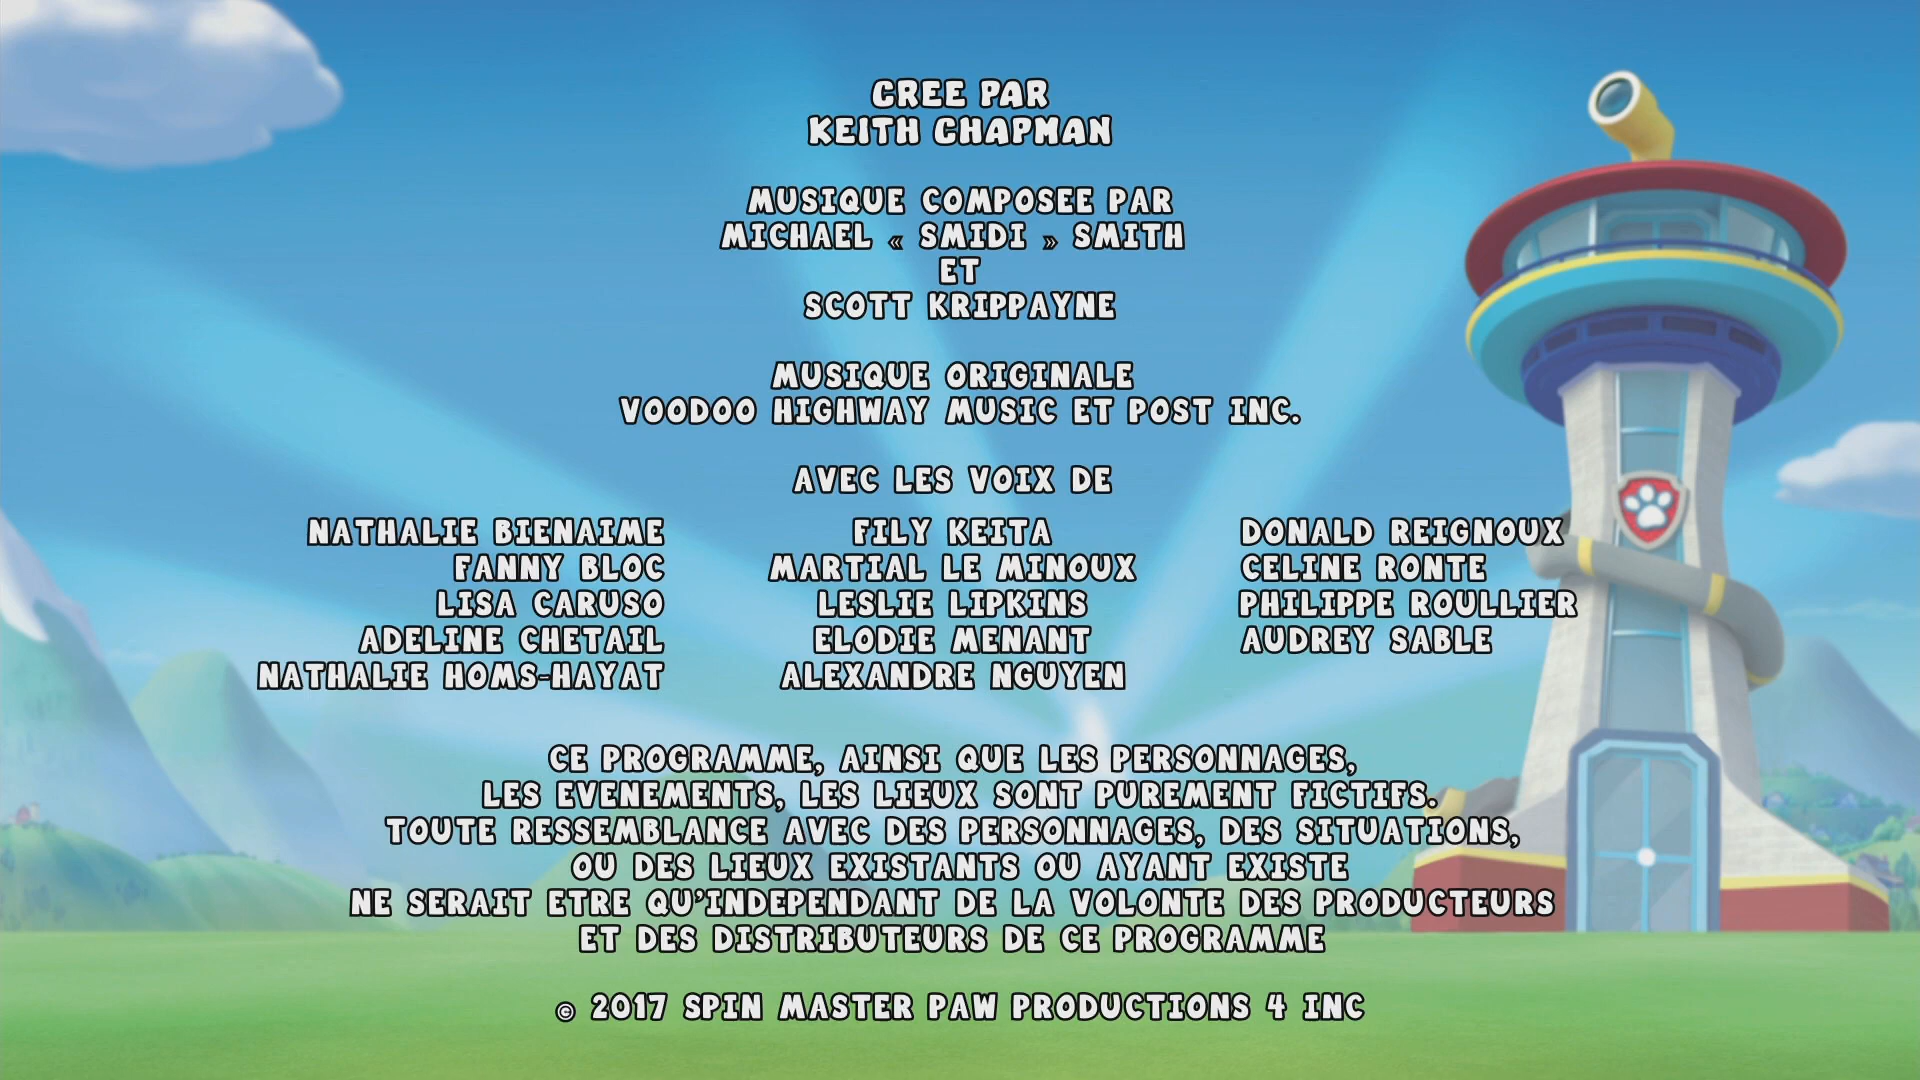 CREE PAR
KEITH CHAPMAN
MUSIQUE COMPOSEE PAR
MICHAEL « SMIDI » SMITH
ET
SCOTT KRIPPAYNE
MUSIQUE ORIGINALE
VOODOO HIGHWAY MUSIC ET POST INC.
AVEC LES VOIX DE
NATHALIE BIENAIME
FANNY BLOC
LISA CARUSO
ADELINE CHETAIL
NATHALIE HOMS-HAYAT
FILY KEITA
MARTIAL LE MINOUX
LESLIE LIPKINS
ELODIE MENANT
ALEXANDRE NGUYEN
DONALD REIGNOUX
CELINE RONTE
PHILIPPE ROULLIER
AUDREY SABLE
CE PROGRAMME, AINSI QUE LES PERSONNAGES,
LES EVENEMENTS, LES LIEUX SONT PUREMENT FICTIFS.
TOUTE RESSEMBLANCE AVEC DES PERSONNAGES, DES SITUATIONS,
OU DES LIEUX EXISTANTS OU AYANT EXISTE
NE SERAIT ETRE QU'INDEPENDANT DE LA VOLONTE DES PRODUCTEURS
ET DES DISTRIBUTEURS DE CE PROGRAMME
© 2017 SPIN MASTER PAW PRODUCTIONS 4 INC